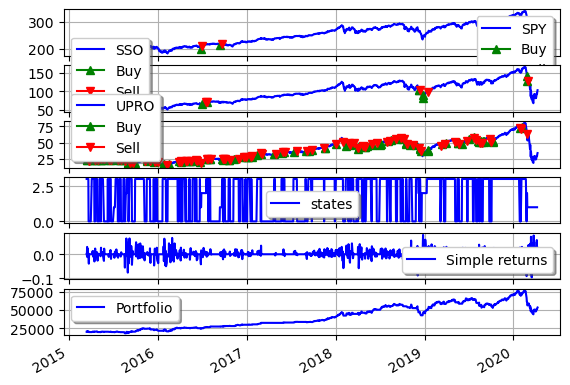 300
200
SPY
Buy
SSO
Buy
Sell
150
100
50
UPRO
Buy
Sell
75
50
25
2.5
0.0
states
0.0
−0.1
Simple returns
75000
50000
25000
Portfolio
2015
2016
2017
2018
2019
2020